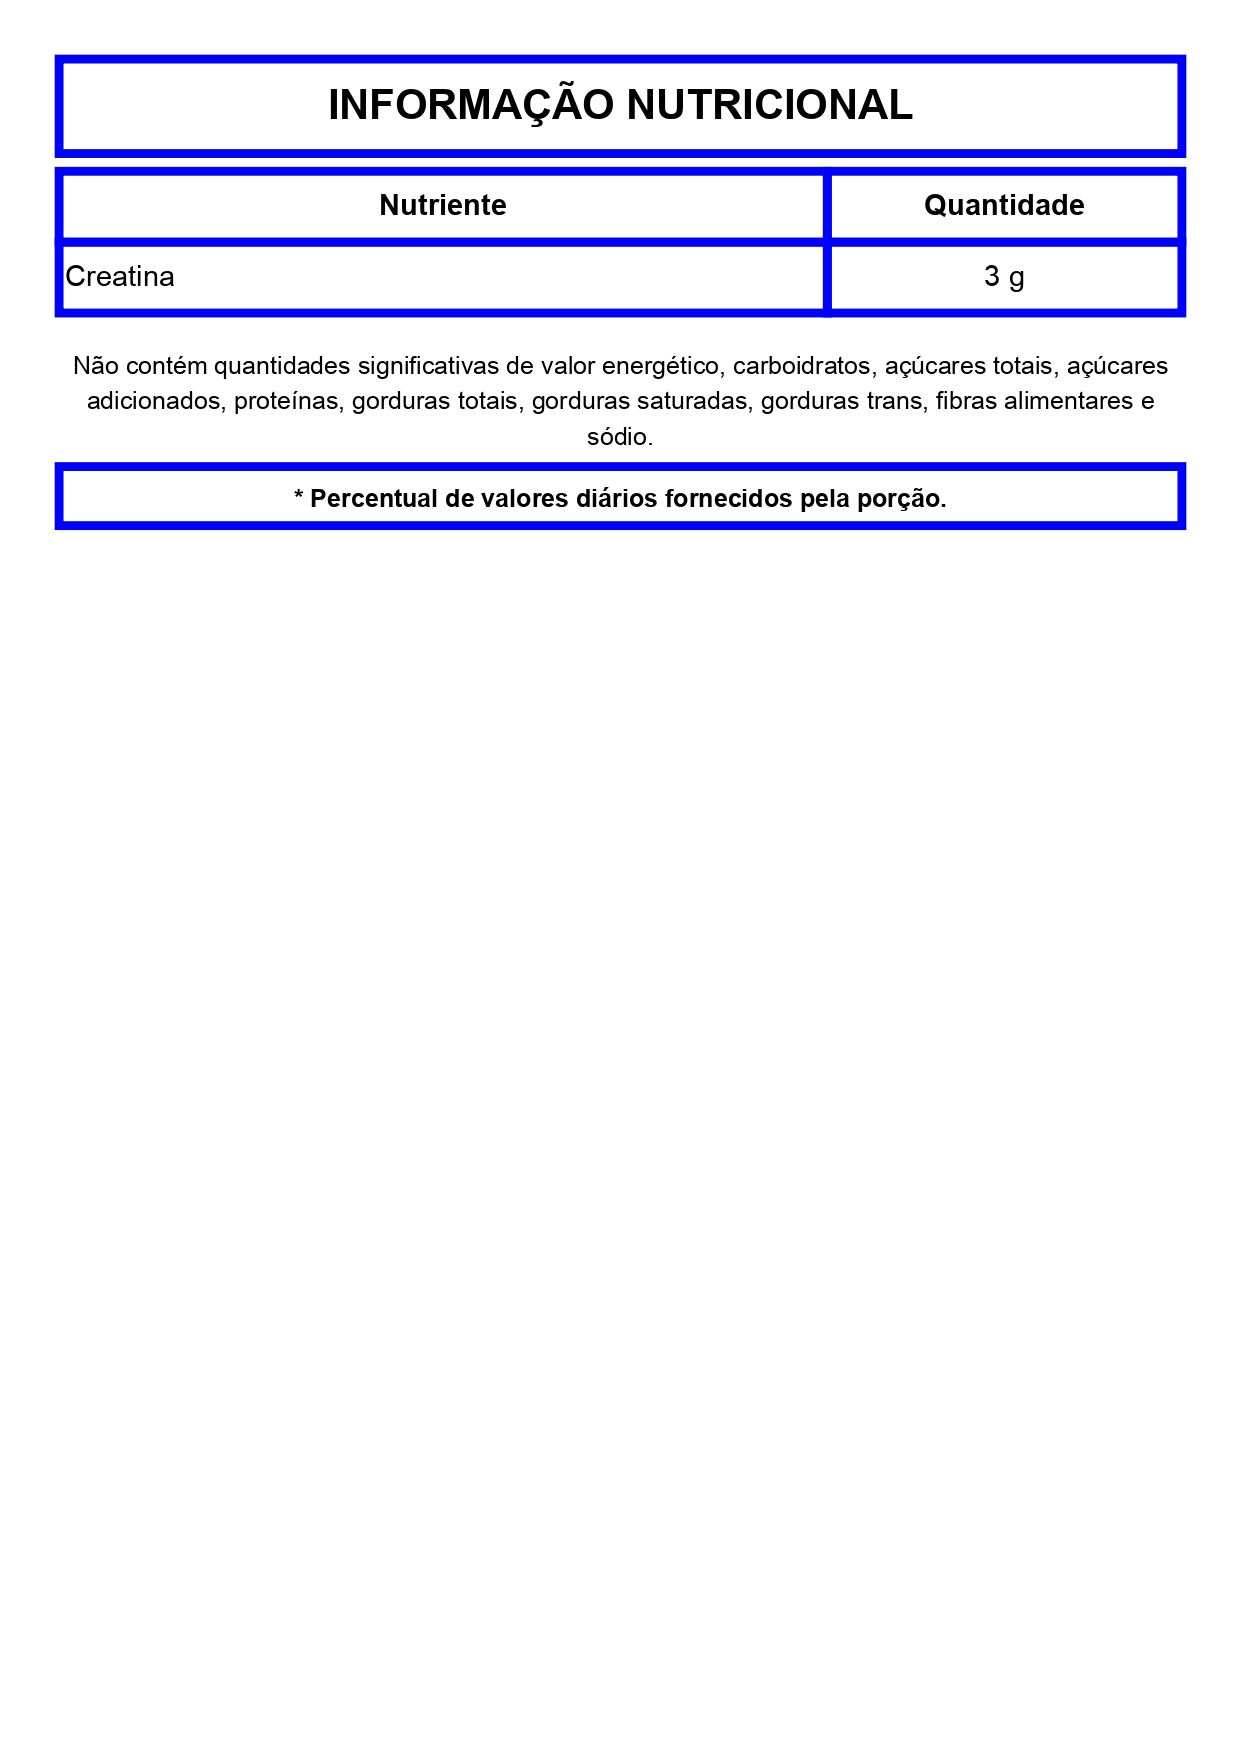 INFORMAÇÃO NUTRICIONAL
Nutriente Quantidade
Creatina 3 g
Não contém quantidades significativas de valor energético, carboidratos, açúcares totais, açúcares
adicionados, proteínas, gorduras totais, gorduras saturadas, gorduras trans, fibras alimentares e
sódio.
* Percentual de valores diários fornecidos pela porção.